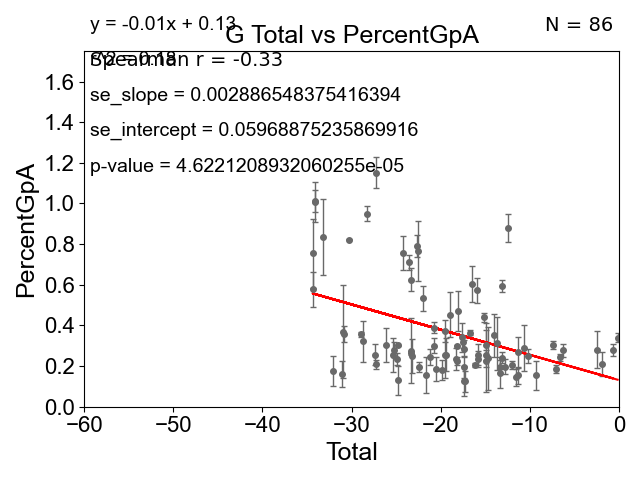 y = -0.01x + 0.13
N = 86
G Total vs PercentGpA
Spearman r = -0.33
se_slope = 0.002886548375416394
se_intercept = 0.05968875235869916
p-value = 4.6221208932060255e-05
PercentGpA
1.6
1.4
1.2
1.0
0.8
0.6
0.4
0.2
0.0
−60 −50 −40 −30 −20 −10 0
Total